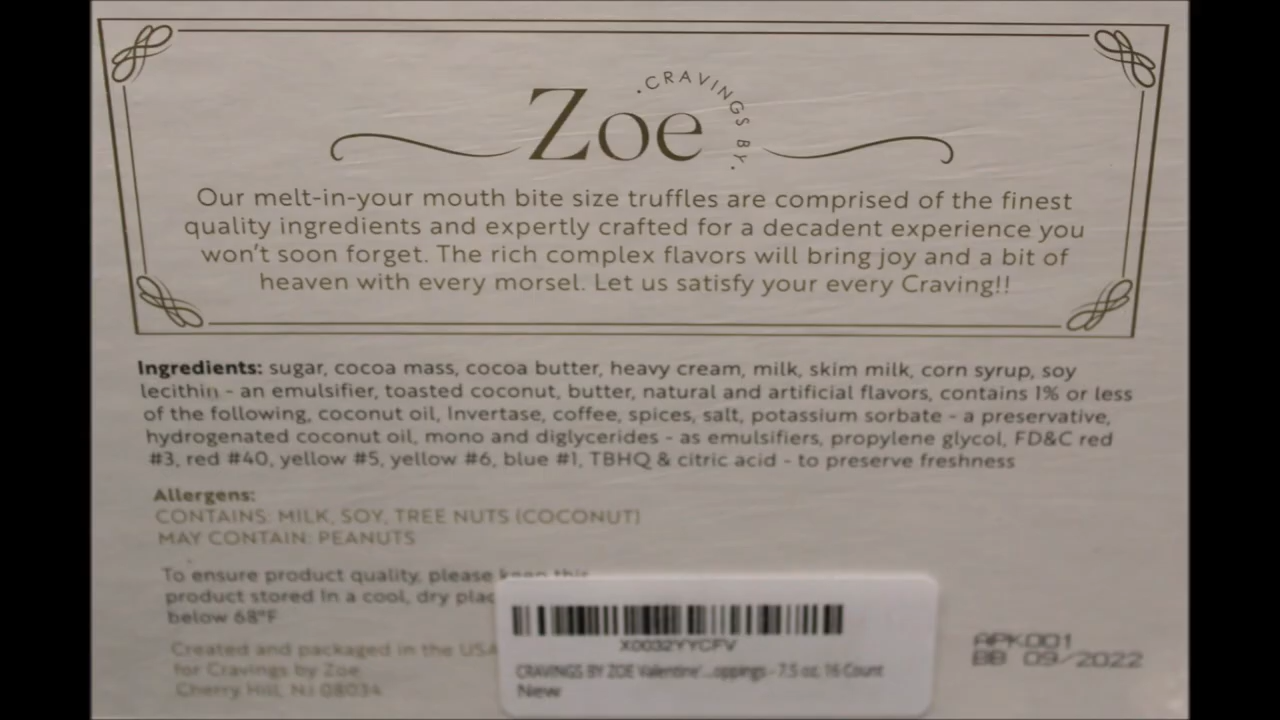 .CRAVINGS BY.
Zoe
Our melt-in-your mouth bite size truffles are comprised of the finest
quality ingredients and expertly crafted for a decadent experience you
won't soon forget. The rich complex flavors will bring joy and a bit of
heaven with every morsel. Let us satisfy your every Craving!!
Ingredients: sugar, cocoa mass, cocoa butter, heavy cream, milk, skim milk, corn syrup, soy
lecithin - an emulsifier, toasted coconut, butter, natural and artificial flavors, contains 1% or less
of the following, coconut oil, Invertase, coffee, spices, salt, potassium sorbate - a preservative,
hydrogenated coconut oil, mono and diglycerides - as emulsifiers, propylene glycol, FD&C red
#3, red #40, yellow #5, yellow #6, blue #1, TBHQ & citric acid - to preserve freshness
Allergens:
CONTAINS: MILK, SOY, TREE NUTS (COCONUT)
MAY CONTAIN: PEANUTS
To ensure product quality, please keep this
product stored In a cool, dry plac
below 68°F
Created and packaged in the USA
for Cravings by Zoe
Cherry Hill, NJ 08034
X0032YYCFV
CRAVINGS BY ZOE Valentine'...oppings - 7.5 oz, 16 Count
New
APK001
BB 09/2022